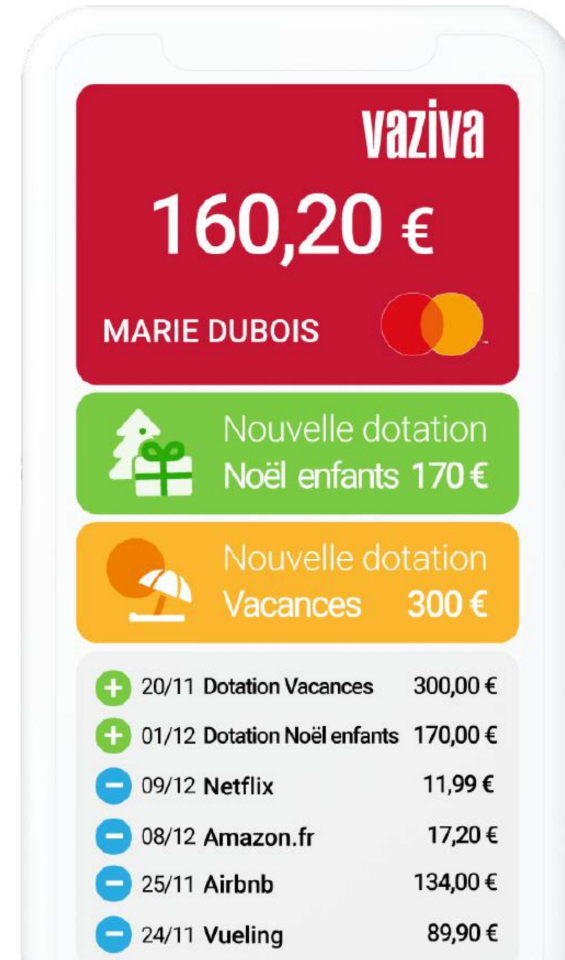 vaziva
160,20 €
MARIE DUBOIS
Nouvelle dotation
Noël enfants 170 €
Nouvelle dotation
Vacances 300 €
20/11 Dotation Vacances 300,00 €
01/12 Dotation Noël enfants 170,00 €
09/12 Netflix 11,99 €
08/12 Amazon.fr 17,20 €
25/11 Airbnb 134,00 €
24/11 Vueling 89,90 €